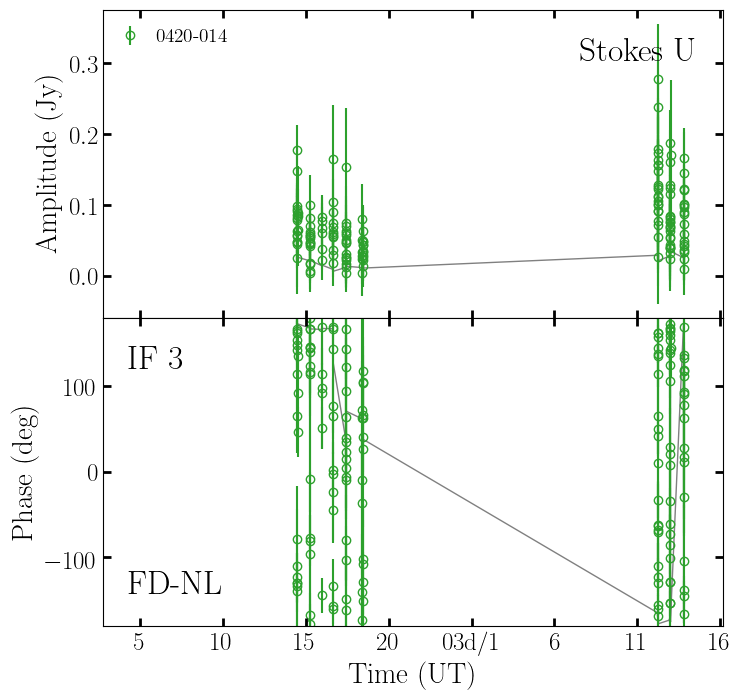 0420-014
Stokes U
Amplitude (Jy)
0.3
0.2
0.1
0.0
IF 3
FD-NL
Phase (deg)
100
0
−100
5 10 15 20 03d/1 6 11 16
Time (UT)